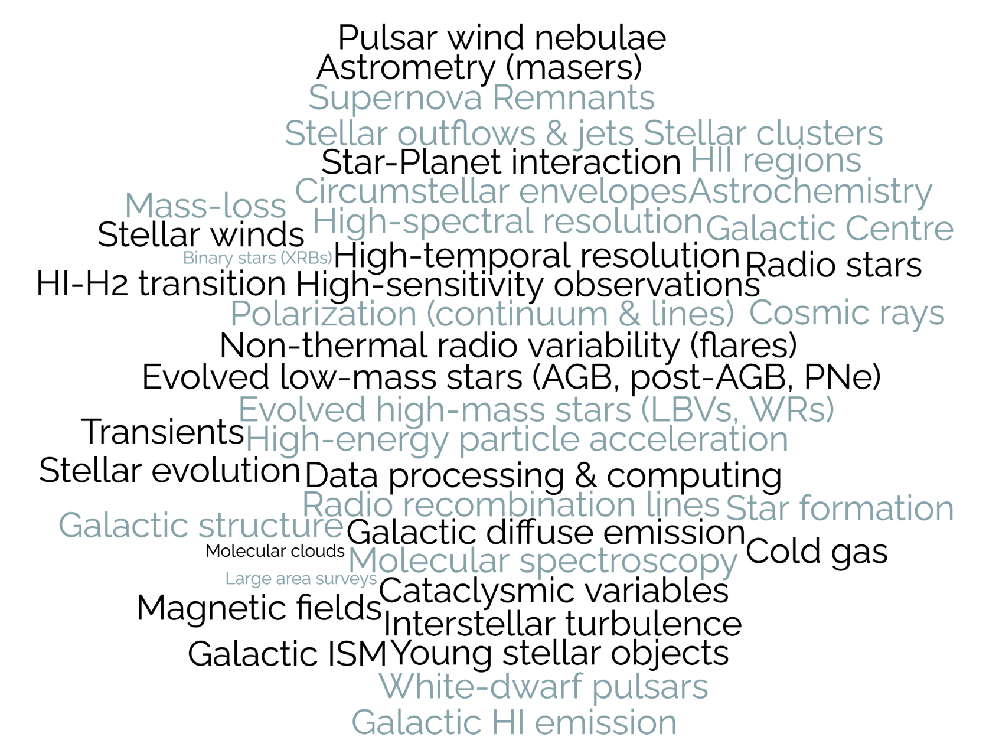 Pulsar wind nebulae
Astrometry (masers)
Supernova Remnants
Stellar outflows & jets Stellar clusters
Star-Planet interaction HII regions
Circumstellar envelopes Astrochemistry
Mass-loss
High-spectral resolution Galactic Centre
Stellar winds
Binary stars (XRBs) High-temporal resolution Radio stars
HI-H2 transition High-sensitivity observations
Polarization (continuum & lines) Cosmic rays
Non-thermal radio variability (flares)
Evolved low-mass stars (AGB, post-AGB, PNe)
Evolved high-mass stars (LBVs, WRs)
Transients High-energy particle acceleration
Stellar evolution Data processing & computing
Radio recombination lines Star formation
Galactic structure Galactic diffuse emission
Molecular clouds Molecular spectroscopy Cold gas
Large area surveys Cataclysmic variables
Magnetic fields Interstellar turbulence
Galactic ISM Young stellar objects
White-dwarf pulsars
Galactic HI emission